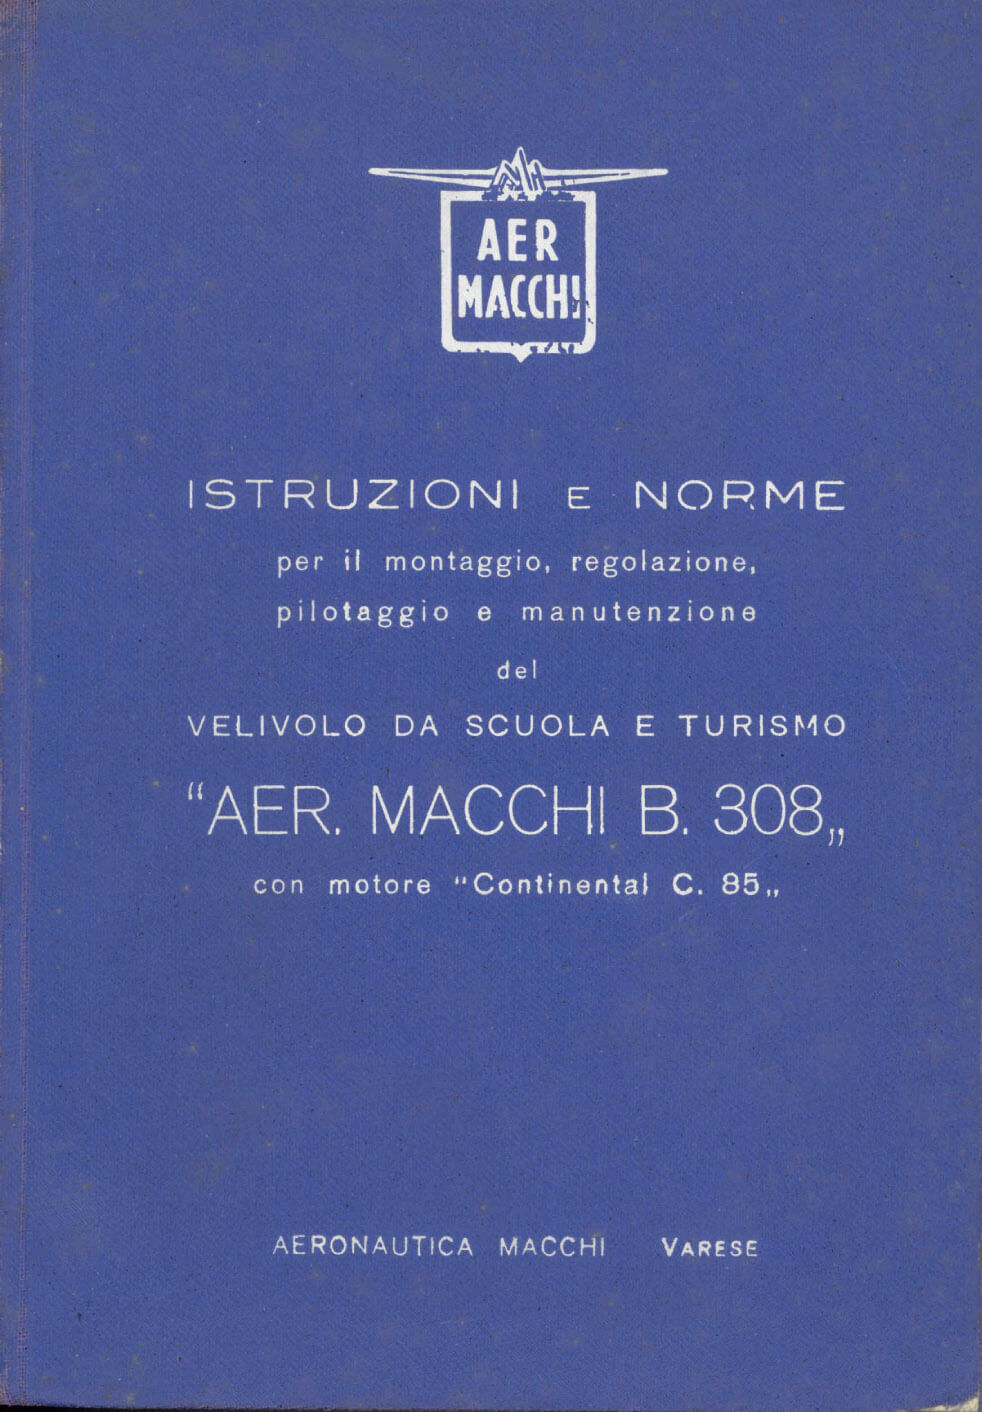 AER
MACCHI
ISTRUZIONI E NORME
per il montaggio, regolazione,
pilotaggio e manutenzione
del
VELIVOLO DA SCUOLA E TURISMO
“AER. MACCHI B. 308„
con motore “Continental C. 85„
AERONAUTICA MACCHI VARESE